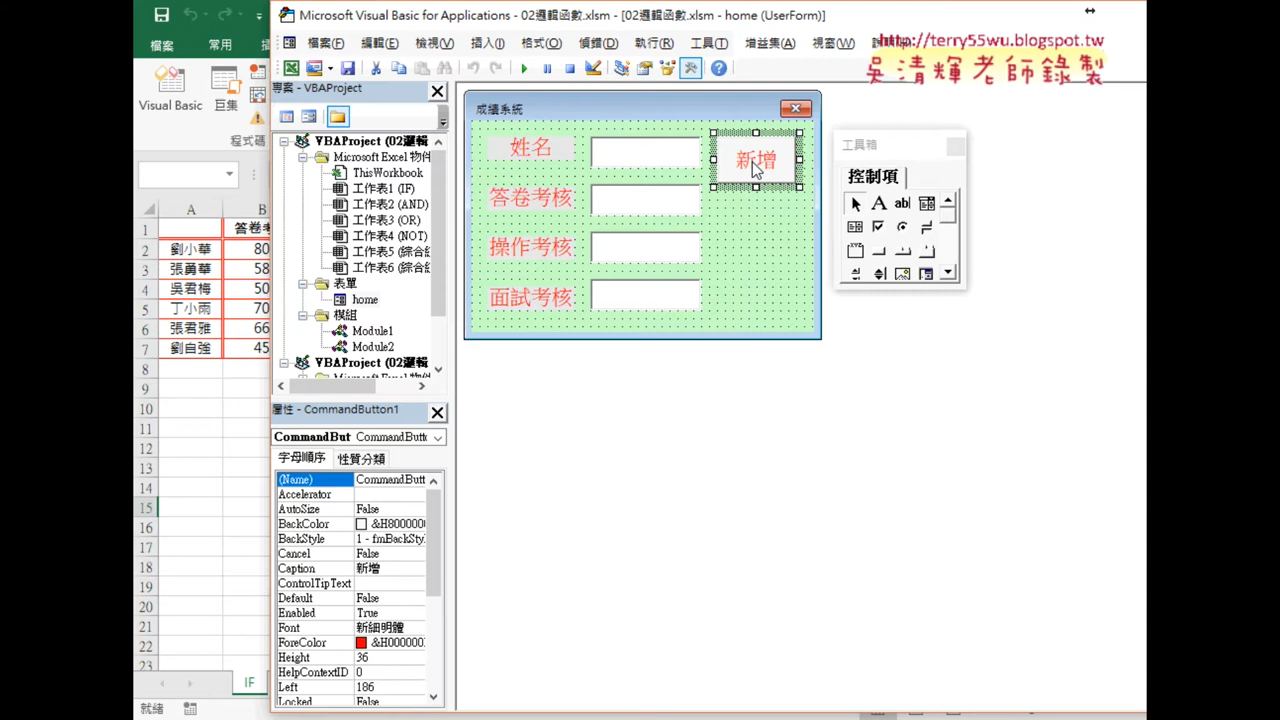 Microsoft Visual Basic for Applications - 02邏輯函數.xlsm - [02邏輯函數.xlsm - home (UserForm)]
檔案 常用
檔案(F) 編輯(E) 檢視(V) 插入(I) 格式(O) 偵錯(D) 執行(R) 工具(T) 增益集(A) 視窗(W)
http://terry55wu.blogspot.tw
吳清輝老師錄製
Visual Basic 巨集
程式碼
專案 - VBAProject
VBAProject (02邏輯
Microsoft Excel 物件
ThisWorkbook
工作表1 (IF)
工作表2 (AND)
工作表3 (OR)
工作表4 (NOT)
工作表5 (綜合
工作表6 (綜合
表單
home
模組
Module1
Module2
VBAProject (02邏輯
成績系統
姓名
新增
答卷考核
操作考核
面試考核
工具箱
控制項
A
ab|
A B
1 答卷
2 劉小華 80
3 張勇華 58
4 吳君梅 50
5 丁小雨 70
6 張君雅 66
7 劉自強 45
8
9
10
11
12
13
14
15
16
17
18
19
20
21
22
23
屬性 - CommandButton1
CommandBut CommandButt
字母順序 性質分類
(Name) CommandButt
Accelerator
AutoSize False
BackColor &H800000
BackStyle 1 - fmBackSty
Cancel False
Caption 新增
ControlTipText
Default False
Enabled True
Font 新細明體
ForeColor &H000000
Height 36
HelpContextID 0
Left 186
Locked False
IF
就緒